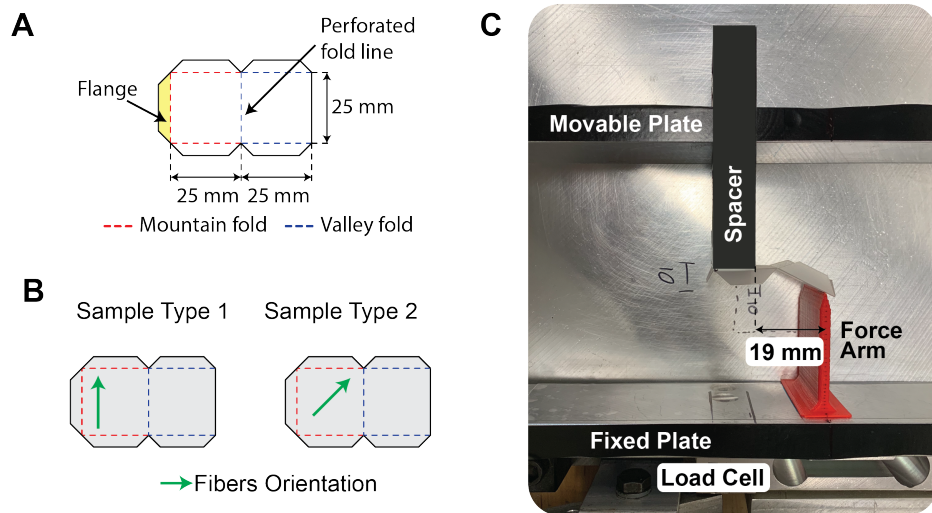 A
Perforated
fold line
Flange
25 mm
25 mm 25 mm
Mountain fold
Valley fold
B
Sample Type 1
Sample Type 2
Fibers Orientation
C
Movable Plate
Spacer
19 mm
Force
Arm
Fixed Plate
Load Cell